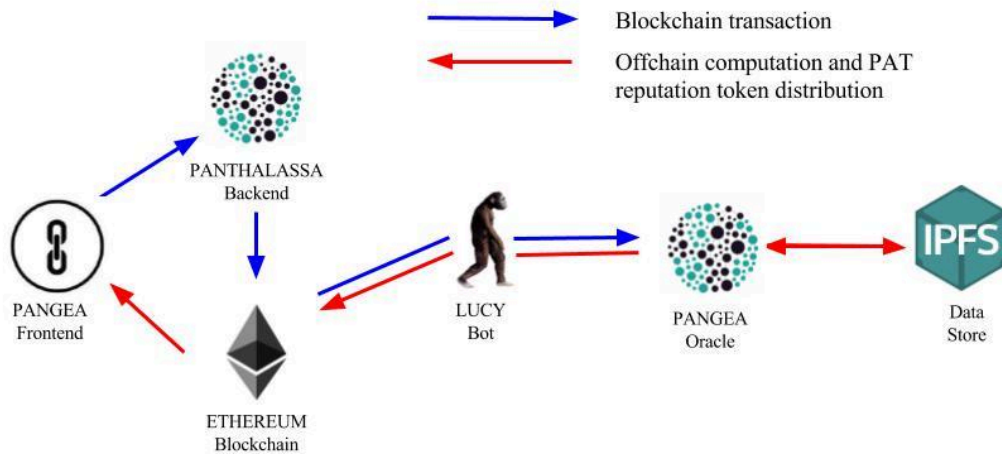 Blockchain transaction
Offchain computation and PAT
reputation token distribution
PANTHALASSA
Backend
PANGEA
Frontend
ETHEREUM
Blockchain
LUCY
Bot
PANGEA
Oracle
IPFS
Data
Store